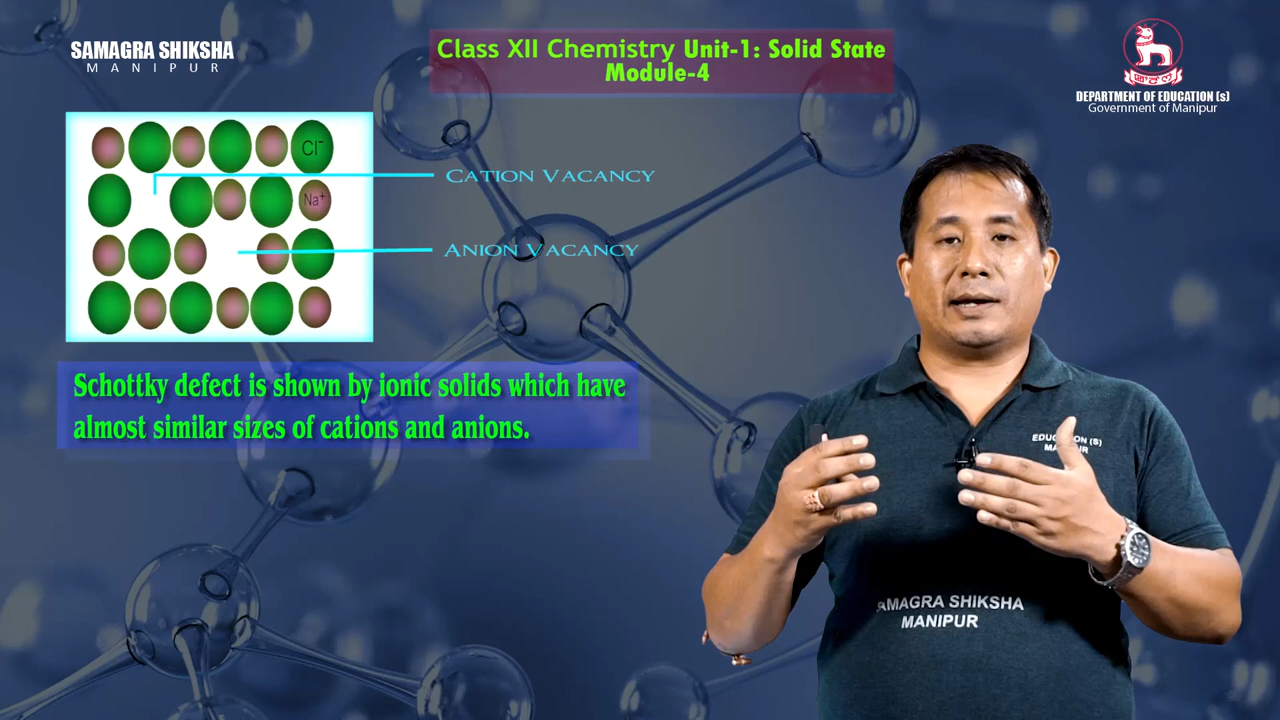 SAMAGRA SHIKSHA
MANIPUR
Class XII Chemistry Unit-1: Solid State
Module-4
DEPARTMENT OF EDUCATION (s)
Government of Manipur
Cl⁻
CATION VACANCY
Na⁺
ANION VACANCY
Schottky defect is shown by ionic solids which have
almost similar sizes of cations and anions.
MANIPUR
AMAGRA SHIKSHA
MANIPUR